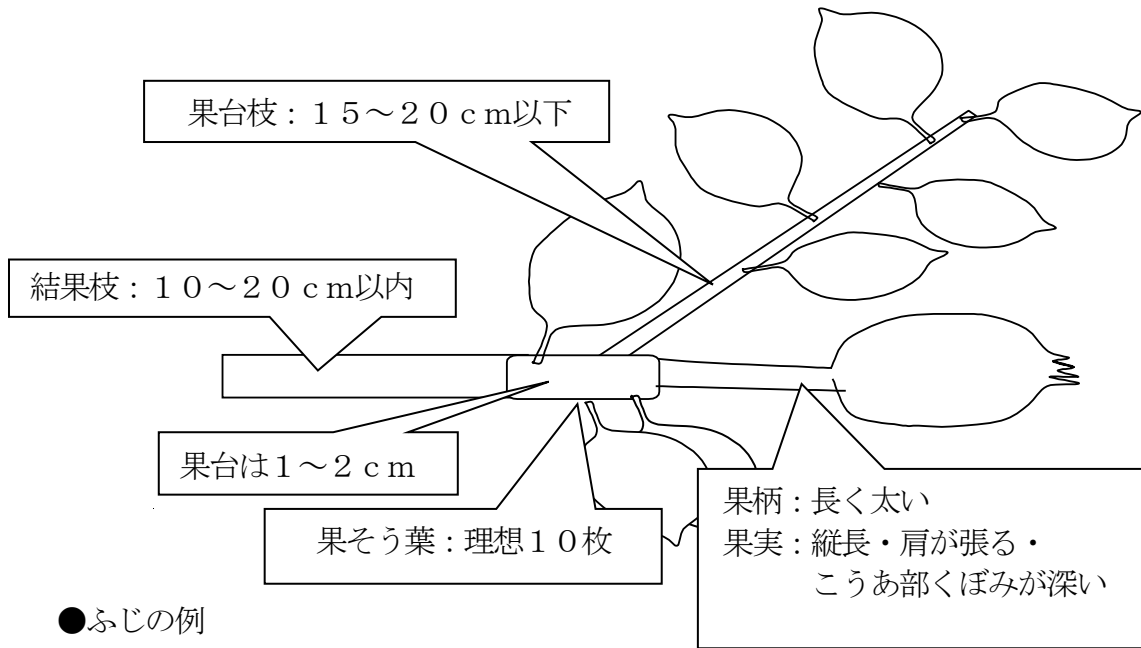 果台枝：１５～２０ｃｍ以下
結果枝：１０～２０ｃｍ以内
果台は１～２ｃｍ
果そう葉：理想１０枚
果柄：長く太い
果実：縦長・肩が張る・
こうあ部くぼみが深い
●ふじの例